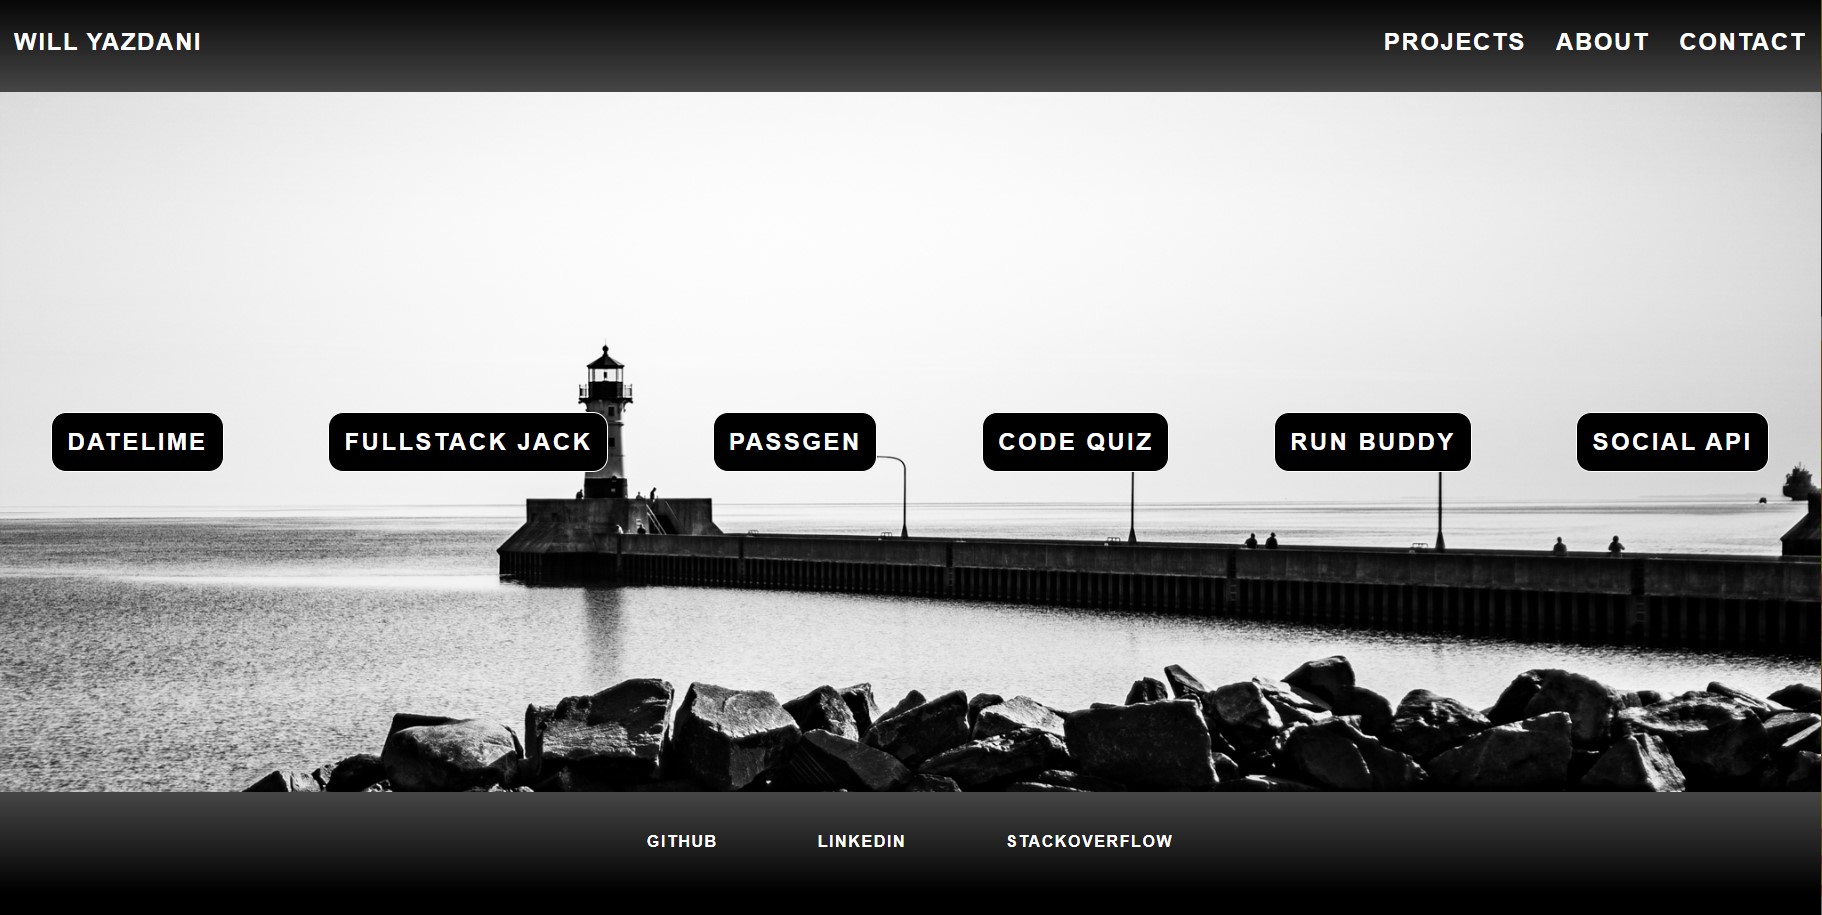 WILL YAZDANI PROJECTS ABOUT CONTACT
DATELIME FULLSTACK JACK PASSGEN CODE QUIZ RUN BUDDY SOCIAL API
GITHUB LINKEDIN STACKOVERFLOW